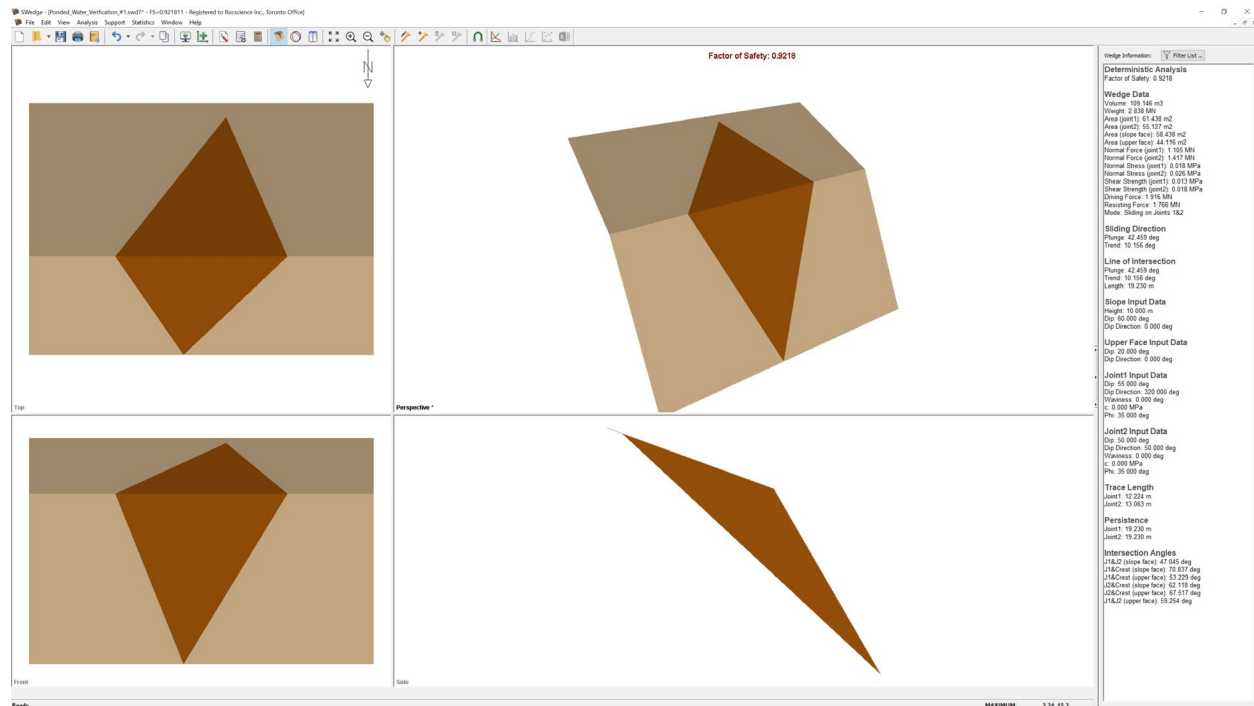 SWedge - [Ponded_Water_Verification_#1.swd7* - FS=0.921811 - Registered to Rocscience Inc., Toronto Office]
File Edit View Analysis Support Statistics Window Help
N
Top
Factor of Safety: 0.9218
Perspective *
Front
Side
Wedge Information: Filter List ...
Deterministic Analysis
Factor of Safety: 0.9218
Wedge Data
Volume: 109.146 m3
Weight: 2.838 MN
Area (joint1): 61.438 m2
Area (joint2): 55.127 m2
Area (slope face): 58.438 m2
Area (upper face): 44.116 m2
Normal Force (joint1): 1.105 MN
Normal Force (joint2): 1.417 MN
Normal Stress (joint1): 0.018 MPa
Normal Stress (joint2): 0.026 MPa
Shear Strength (joint1): 0.013 MPa
Shear Strength (joint2): 0.018 MPa
Driving Force: 1.916 MN
Resisting Force: 1.766 MN
Mode: Sliding on Joints 1&2
Sliding Direction
Plunge: 42.459 deg
Trend: 10.156 deg
Line of Intersection
Plunge: 42.459 deg
Trend: 10.156 deg
Length: 19.230 m
Slope Input Data
Height: 10.000 m
Dip: 60.000 deg
Dip Direction: 0.000 deg
Upper Face Input Data
Dip: 20.000 deg
Dip Direction: 0.000 deg
Joint1 Input Data
Dip: 55.000 deg
Dip Direction: 320.000 deg
Waviness: 0.000 deg
c: 0.000 MPa
Phi: 35.000 deg
Joint2 Input Data
Dip: 50.000 deg
Dip Direction: 50.000 deg
Waviness: 0.000 deg
c: 0.000 MPa
Phi: 35.000 deg
Trace Length
Joint1: 12.224 m
Joint2: 13.063 m
Persistence
Joint1: 19.230 m
Joint2: 19.230 m
Intersection Angles
J1&J2 (slope face): 47.045 deg
J1&Crest (slope face): 70.837 deg
J1&Crest (upper face): 53.229 deg
J2&Crest (slope face): 62.118 deg
J2&Crest (upper face): 67.517 deg
J1&J2 (upper face): 59.254 deg
Ready
MAXIMUM